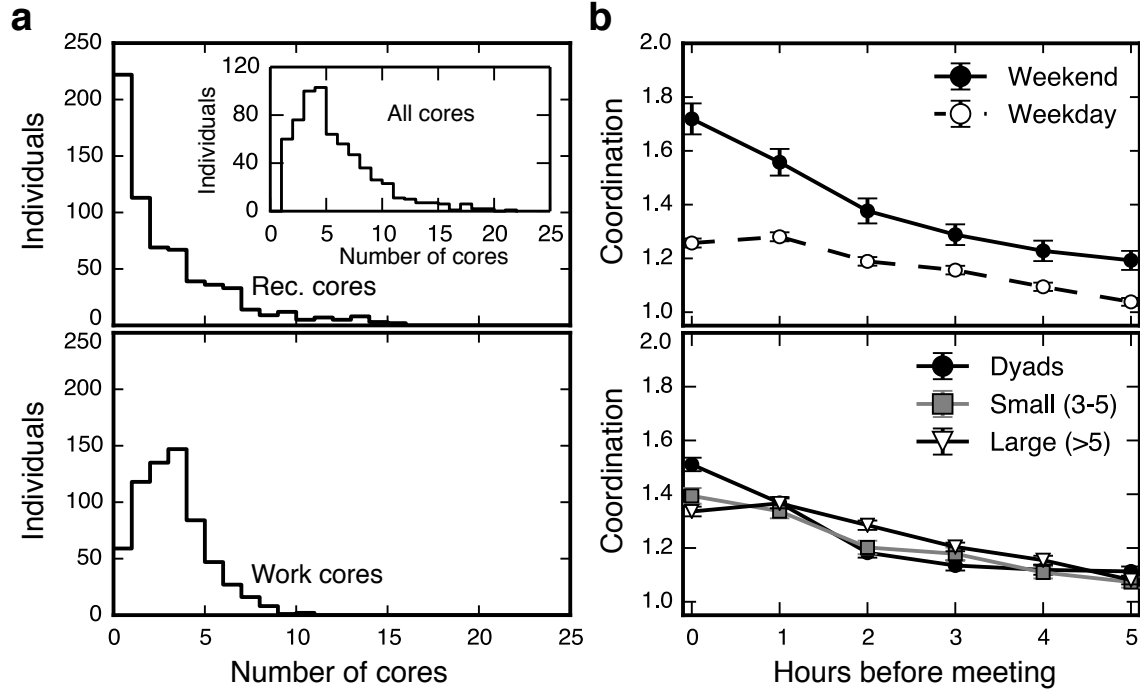 a
250
200
150
100
50
0
Individuals
Rec. cores
120
80
40
0
Individuals
All cores
0 5 10 15 20 25
Number of cores
250
200
150
100
50
0
Individuals
Work cores
0 5 10 15 20 25
Number of cores
b
2.0
1.8
1.6
1.4
1.2
1.0
Coordination
Weekend
Weekday
2.0
1.8
1.6
1.4
1.2
1.0
Coordination
Dyads
Small (3-5)
Large (>5)
0 1 2 3 4 5
Hours before meeting